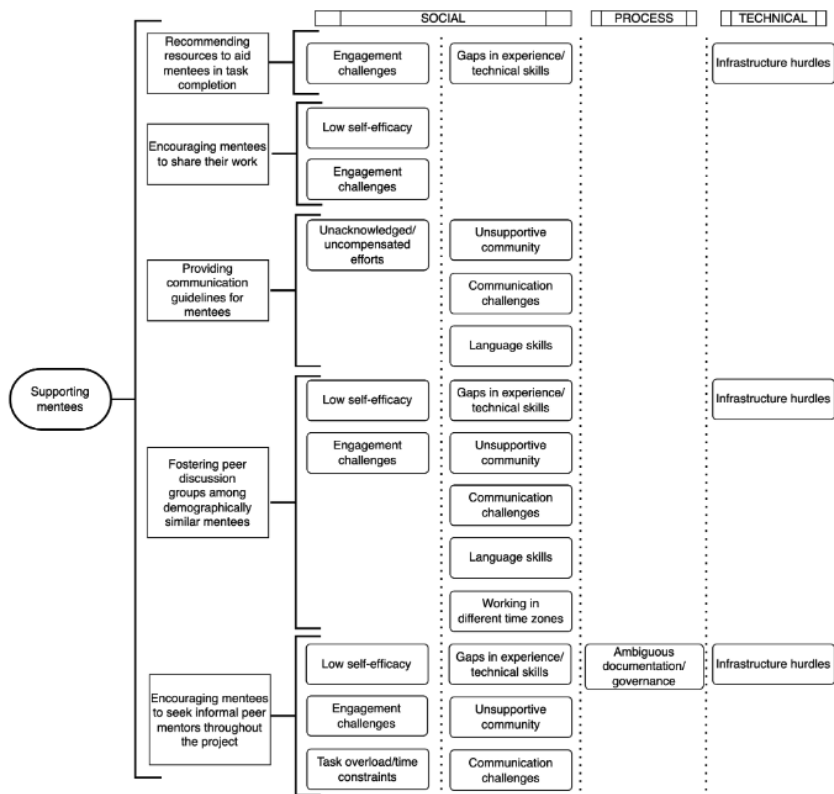 SOCIAL
PROCESS
TECHNICAL
Recommending
resources to aid
mentees in task
completion
Engagement
challenges
Gaps in experience/
technical skills
Infrastructure hurdles
Encouraging mentees
to share their work
Low self-efficacy
Engagement
challenges
Providing
communication
guidelines for
mentees
Unacknowledged/
uncompensated
efforts
Unsupportive
community
Communication
challenges
Language skills
Supporting
mentees
Fostering peer
discussion
groups among
demographically
similar mentees
Low self-efficacy
Gaps in experience/
technical skills
Infrastructure hurdles
Engagement
challenges
Unsupportive
community
Communication
challenges
Language skills
Working in
different time zones
Encouraging mentees
to seek informal peer
mentors throughout
the project
Low self-efficacy
Gaps in experience/
technical skills
Ambiguous
documentation/
governance
Infrastructure hurdles
Engagement
challenges
Unsupportive
community
Task overload/time
constraints
Communication
challenges